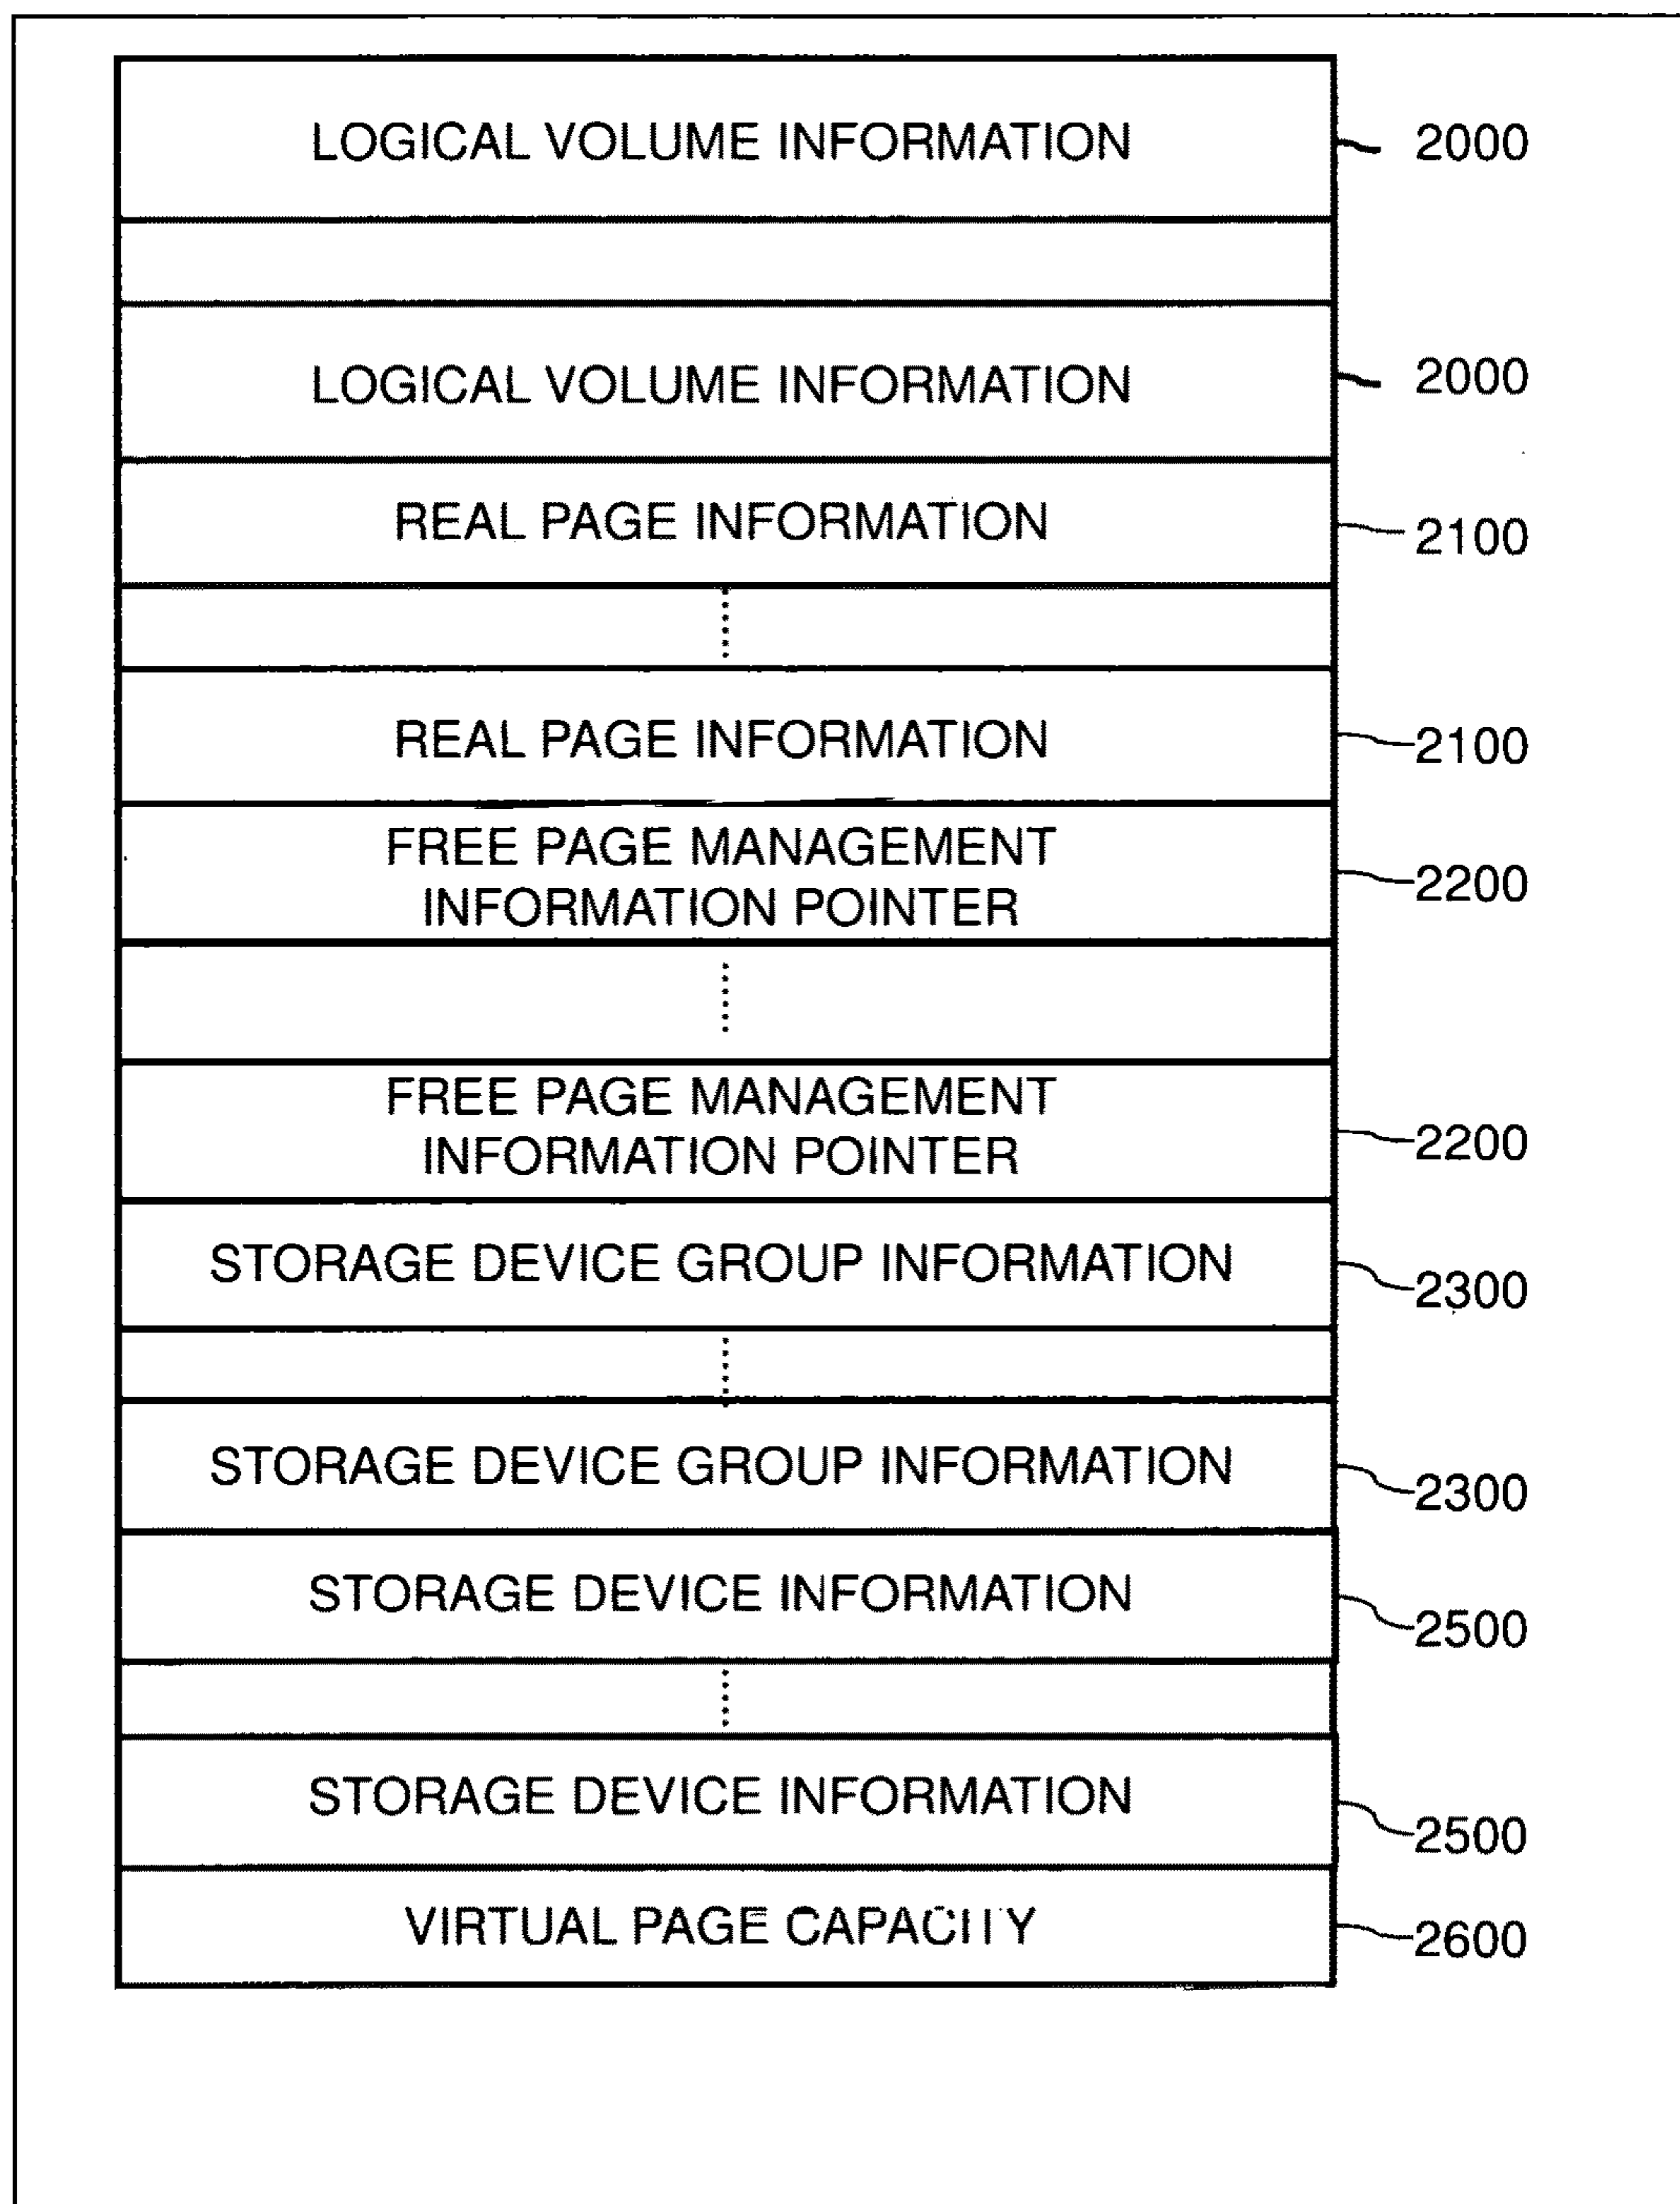 LOGICAL VOLUME INFORMATION 2000
LOGICAL VOLUME INFORMATION 2000
REAL PAGE INFORMATION 2100
REAL PAGE INFORMATION 2100
FREE PAGE MANAGEMENT
INFORMATION POINTER 2200
FREE PAGE MANAGEMENT
INFORMATION POINTER 2200
STORAGE DEVICE GROUP INFORMATION 2300
STORAGE DEVICE GROUP INFORMATION 2300
STORAGE DEVICE INFORMATION 2500
STORAGE DEVICE INFORMATION 2500
VIRTUAL PAGE CAPACITY 2600